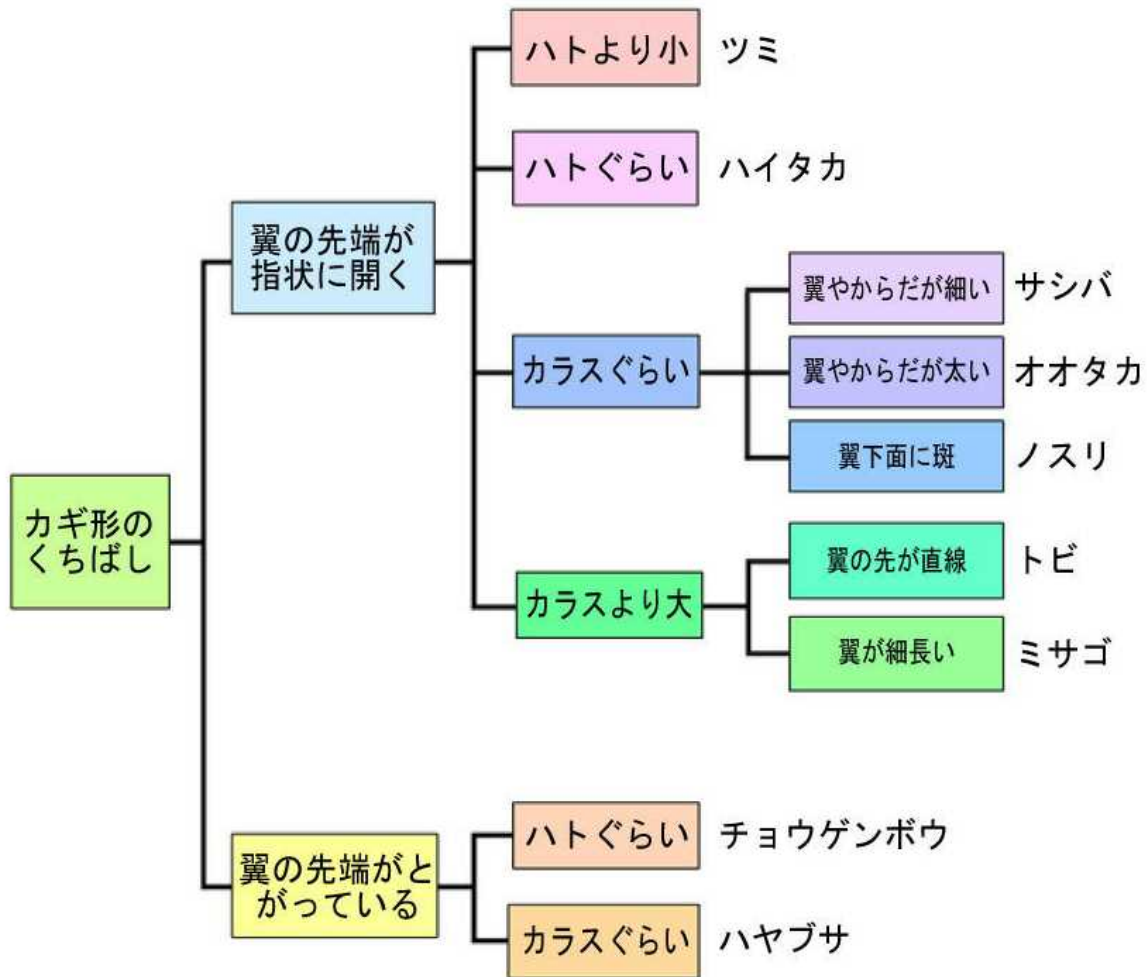 カギ形の
くちばし
翼の先端が
指状に開く
ハトより小 ツミ
ハトぐらい ハイタカ
カラスぐらい
翼やからだが細い サシバ
翼やからだが太い オオタカ
翼下面に斑 ノスリ
カラスより大
翼の先が直線 トビ
翼が細長い ミサゴ
翼の先端がと
がっている
ハトぐらい チョウゲンボウ
カラスぐらい ハヤブサ